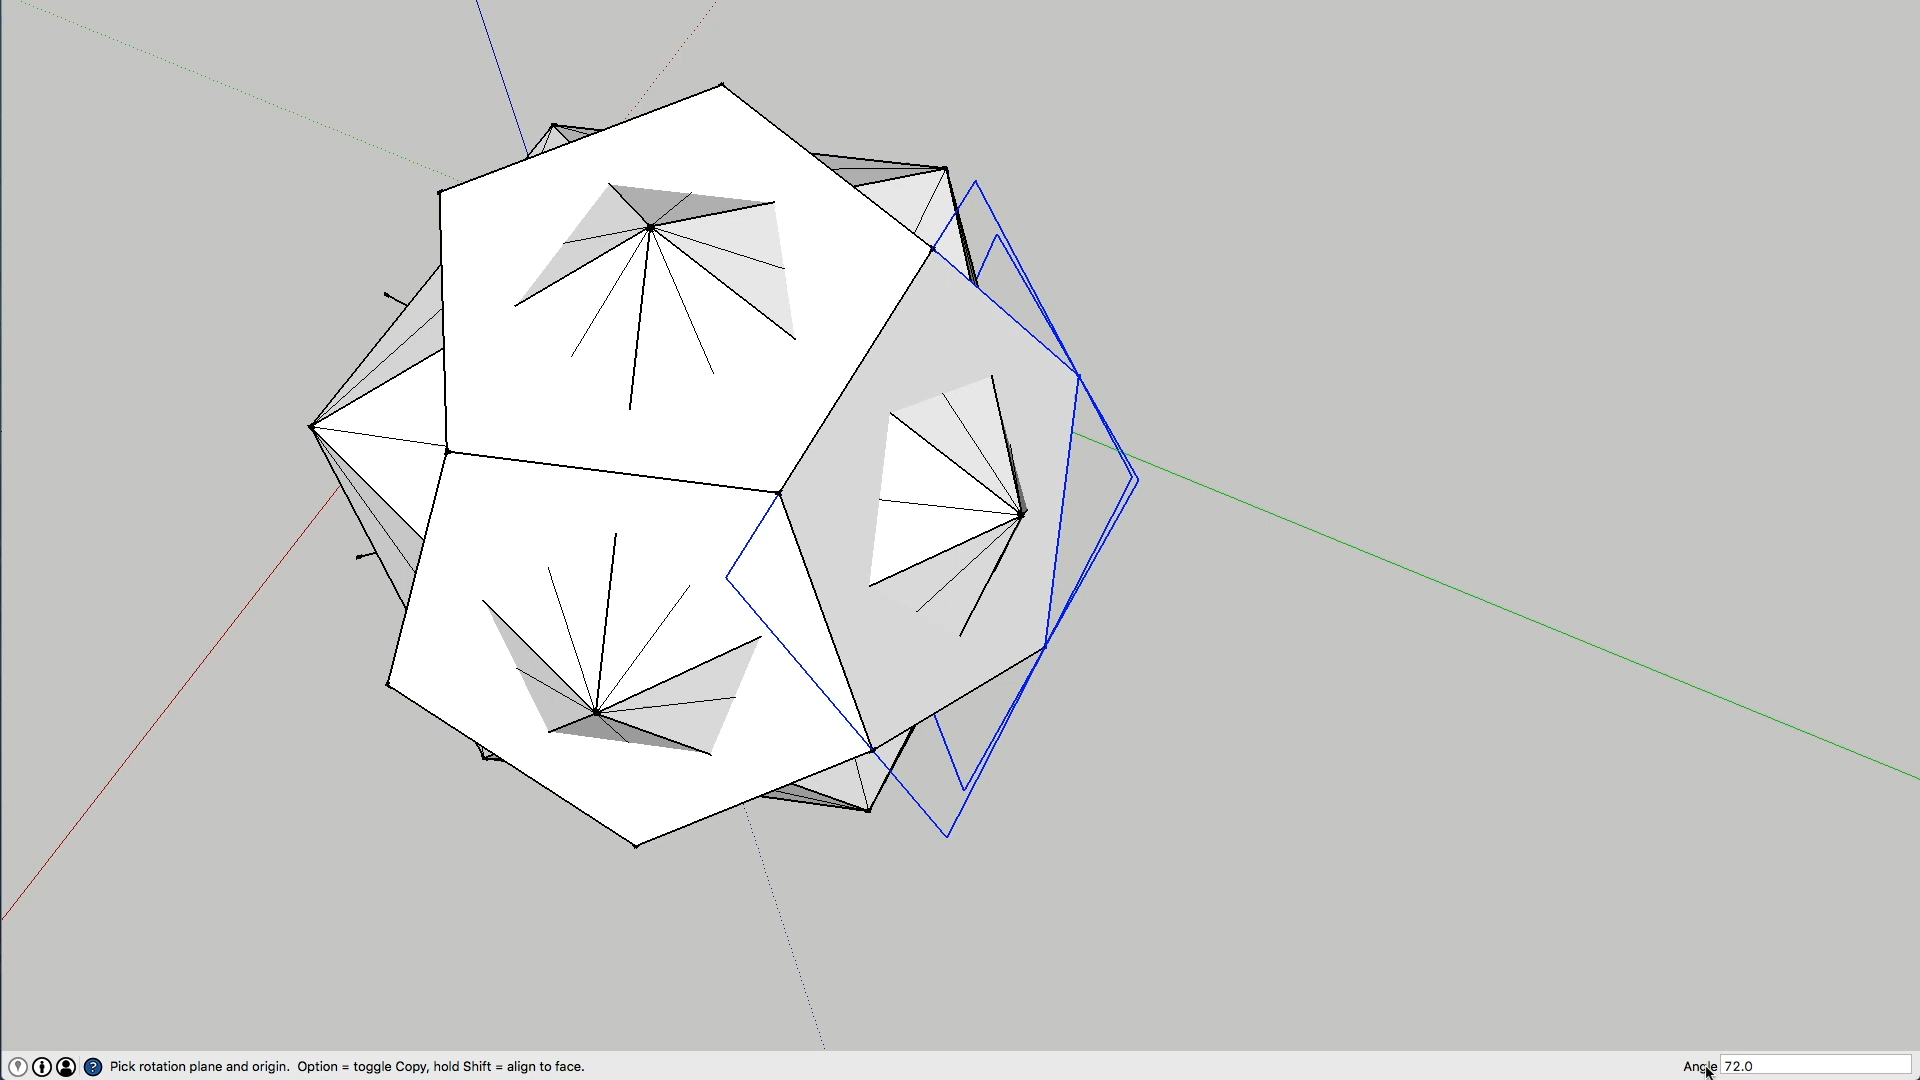 Pick rotation plane and origin.  Option = toggle Copy, hold Shift = align to face.
Angle 72.0